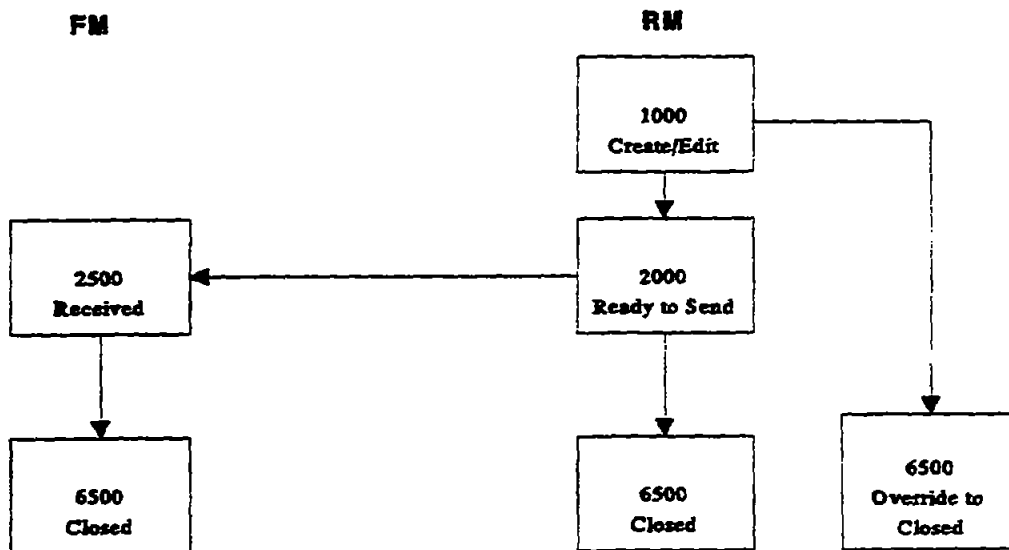 FM
RM
1000
Create/Edit
2500
Received
2000
Ready to Send
6500
Closed
6500
Closed
6500
Override to
Closed